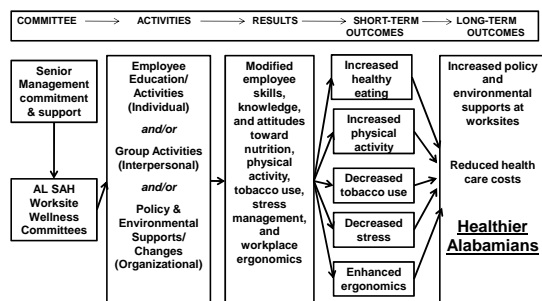 COMMITTEE
ACTIVITIES
RESULTS
SHORT-TERM
OUTCOMES
LONG-TERM
OUTCOMES
Senior
Management
commitment
& support
AL SAH
Worksite
Wellness
Committees
Employee
Education/
Activities
(Individual)
and/or
Group Activities
(Interpersonal)
and/or
Policy &
Environmental
Supports/
Changes
(Organizational)
Modified
employee
skills,
knowledge,
and attitudes
toward
nutrition,
physical
activity,
tobacco use,
stress
management,
and
workplace
ergonomics
Increased
healthy
eating
Increased
physical
activity
Decreased
tobacco use
Decreased
stress
Enhanced
ergonomics
Increased policy
and
environmental
supports at
worksites
Reduced health
care costs
Healthier
Alabamians